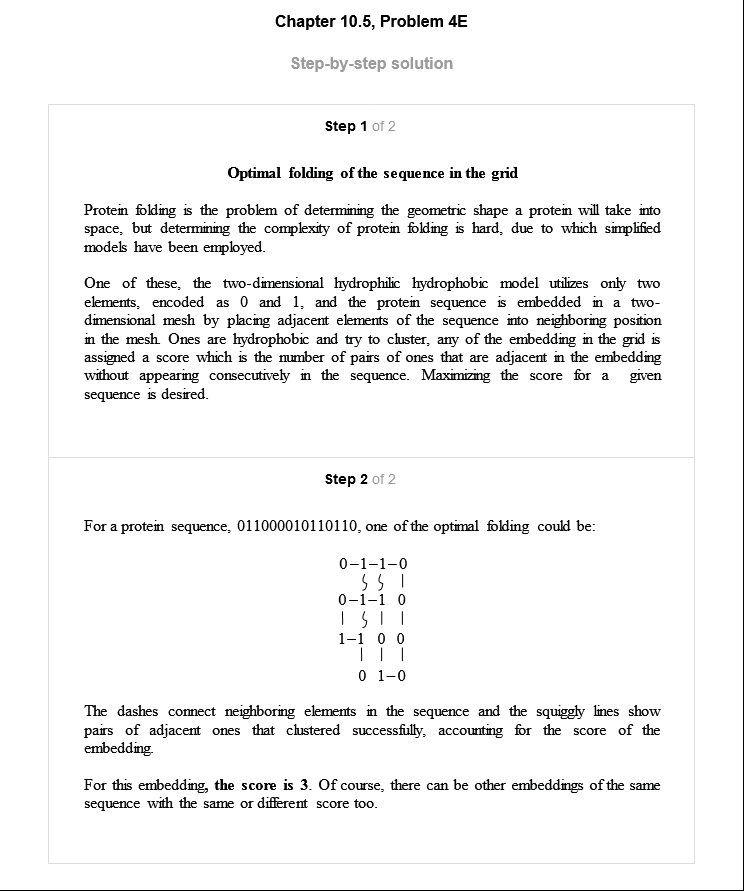 Chapter 10.5, Problem 4E
Step-by-step solution
Step 1 of 2
Optimal folding of the sequence in the grid
Protein folding is the problem of determining the geometric shape a protein will take into
space, but determining the complexity of protein folding is hard, due to which simplified
models have been employed.
One of these, the two-dimensional hydrophilic hydrophobic model utilizes only two
elements, encoded as 0 and 1, and the protein sequence is embedded in a two-
dimensional mesh by placing adjacent elements of the sequence into neighboring position
in the mesh. Ones are hydrophobic and try to cluster, any of the embedding in the grid is
assigned a score which is the number of pairs of ones that are adjacent in the embedding
without appearing consecutively in the sequence. Maximizing the score for a given
sequence is desired.
Step 2 of 2
For a protein sequence, 011000010110110, one of the optimal folding could be:
0-1-1-0
⌇ ⌇ |
0-1-1 0
| ⌇ | |
1-1 0 0
| | |
0 1-0
The dashes connect neighboring elements in the sequence and the squiggly lines show
pairs of adjacent ones that clustered successfully, accounting for the score of the
embedding.
For this embedding, the score is 3. Of course, there can be other embeddings of the same
sequence with the same or different score too.